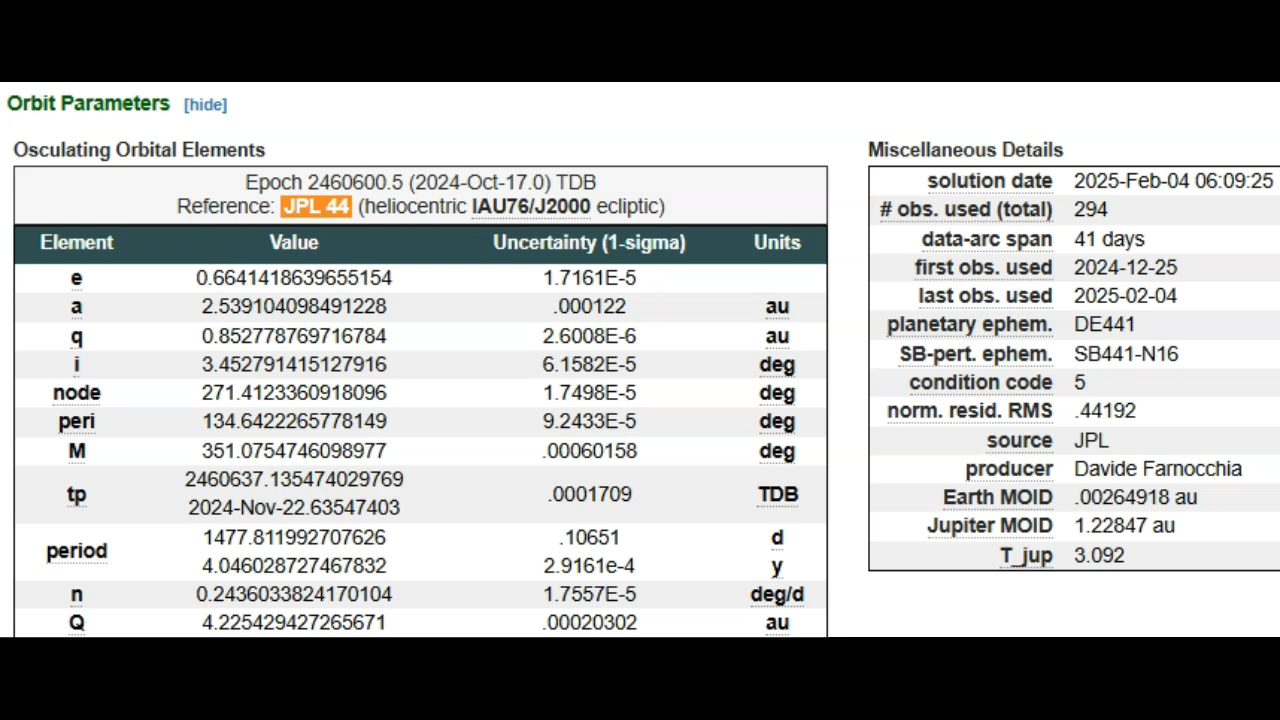 Orbit Parameters [hide]
Osculating Orbital Elements
Epoch 2460600.5 (2024-Oct-17.0) TDB
Reference: JPL 44 (heliocentric IAU76/J2000 ecliptic)
Element Value Uncertainty (1-sigma) Units
e 0.6641418639655154 1.7161E-5
a 2.539104098491228 .000122 au
q 0.8527787769716784 2.6008E-6 au
i 3.452791415127916 6.1582E-5 deg
node 271.4123360918096 1.7498E-5 deg
peri 134.6422265778149 9.2433E-5 deg
M 351.0754746098977 .00060158 deg
tp 2460637.135474029769 .0001709 TDB
2024-Nov-22.63547403
period 1477.811992707626 .10651 d
4.046028727467832 2.9161e-4 y
n 0.2436033824170104 1.7557E-5 deg/d
Q 4.225429427265671 .00020302 au
Miscellaneous Details
solution date 2025-Feb-04 06:09:25
# obs. used (total) 294
data-arc span 41 days
first obs. used 2024-12-25
last obs. used 2025-02-04
planetary ephem. DE441
SB-pert. ephem. SB441-N16
condition code 5
norm. resid. RMS .44192
source JPL
producer Davide Farnocchia
Earth MOID .00264918 au
Jupiter MOID 1.22847 au
T_jup 3.092